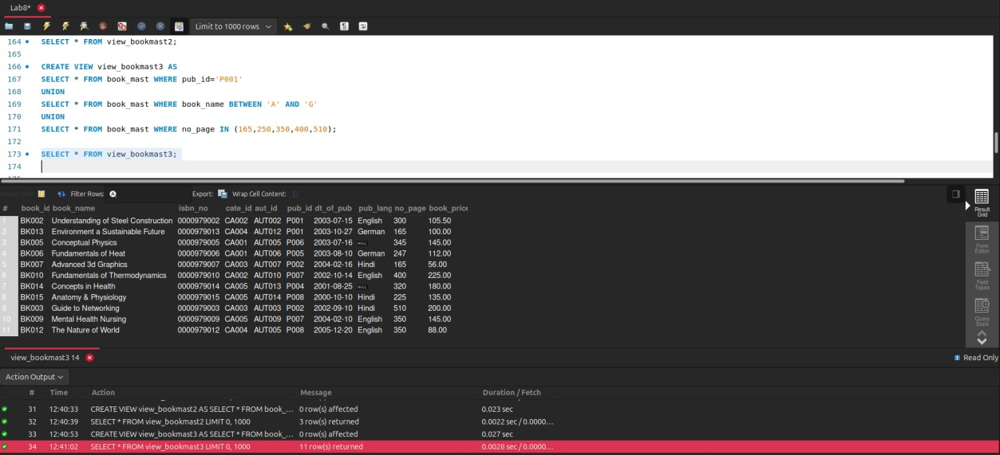 Lab8*
Limit to 1000 rows
164 SELECT * FROM view_bookmast2;
165
166 CREATE VIEW view_bookmast3 AS
167 SELECT * FROM book_mast WHERE pub_id='P001'
168 UNION
169 SELECT * FROM book_mast WHERE book_name BETWEEN 'A' AND 'G'
170 UNION
171 SELECT * FROM book_mast WHERE no_page IN (165,250,350,400,510);
172
173 SELECT * FROM view_bookmast3;
174
Result Grid Filter Rows: Export: Wrap Cell Content:
# book_id book_name isbn_no cate_id aut_id pub_id dt_of_pub pub_lang no_page book_price
1 BK002 Understanding of Steel Construction 0000979002 CA002 AUT002 P001 2003-07-15 English 300 105.50
2 BK013 Environment a Sustainable Future 0000979013 CA004 AUT012 P001 2003-10-27 German 165 100.00
3 BK005 Conceptual Physics 0000979005 CA001 AUT005 P006 2003-07-16 NULL 345 145.00
4 BK006 Fundamentals of Heat 0000979006 CA001 AUT006 P005 2003-08-10 German 247 112.00
5 BK007 Advanced 3d Graphics 0000979007 CA003 AUT007 P002 2004-02-16 Hindi 165 56.00
6 BK010 Fundamentals of Thermodynamics 0000979010 CA002 AUT010 P007 2002-10-14 English 400 225.00
7 BK014 Concepts in Health 0000979014 CA005 AUT013 P004 2001-08-25 NULL 320 180.00
8 BK015 Anatomy & Physiology 0000979015 CA005 AUT014 P008 2000-10-10 Hindi 225 135.00
9 BK003 Guide to Networking 0000979003 CA003 AUT003 P002 2002-09-10 Hindi 510 200.00
10 BK009 Mental Health Nursing 0000979009 CA005 AUT009 P007 2004-02-10 English 350 145.00
11 BK012 The Nature of World 0000979012 CA004 AUT005 P008 2005-12-20 English 350 88.00
Result
Grid
Form
Editor
Field
Types
Query
Stats
view_bookmast3 14
Read Only
Action Output
# Time Action Message Duration / Fetch
31 12:40:33 CREATE VIEW view_bookmast2 AS SELECT * FROM book_... 0 row(s) affected 0.023 sec
32 12:40:39 SELECT * FROM view_bookmast2 LIMIT 0, 1000 3 row(s) returned 0.0022 sec / 0.0000...
33 12:40:53 CREATE VIEW view_bookmast3 AS SELECT * FROM book_... 0 row(s) affected 0.027 sec
34 12:41:02 SELECT * FROM view_bookmast3 LIMIT 0, 1000 11 row(s) returned 0.0028 sec / 0.0000...